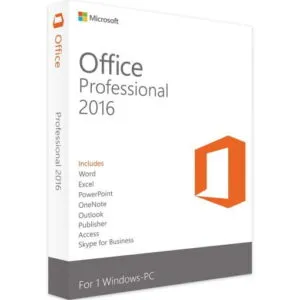 Microsoft
Office
Professional
2016
Includes
Word
Excel
PowerPoint
OneNote
Outlook
Publisher
Access
Skype for Business
For 1 Windows-PC
Office
Professional 2016